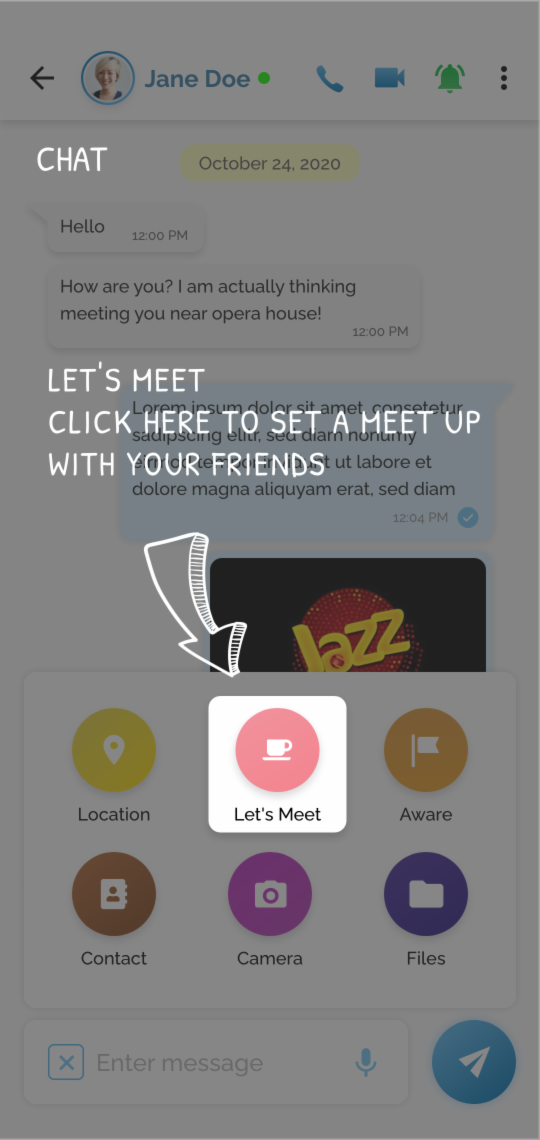 Jane Doe
CHAT
October 24, 2020
Hello
12:00 PM
How are you? I am actually thinking
meeting you near opera house!
12:00 PM
LET'S MEET
CLICK HERE TO SET A MEET UP
WITH YOUR FRIENDS
Lorem ipsum dolor sit amet, consetetur
sadipscing elitr, sed diam nonumy
ut labore et
dolore magna aliquyam erat, sed diam
12:04 PM
Jazz
Location
Let's Meet
Aware
Contact
Camera
Files
Enter message